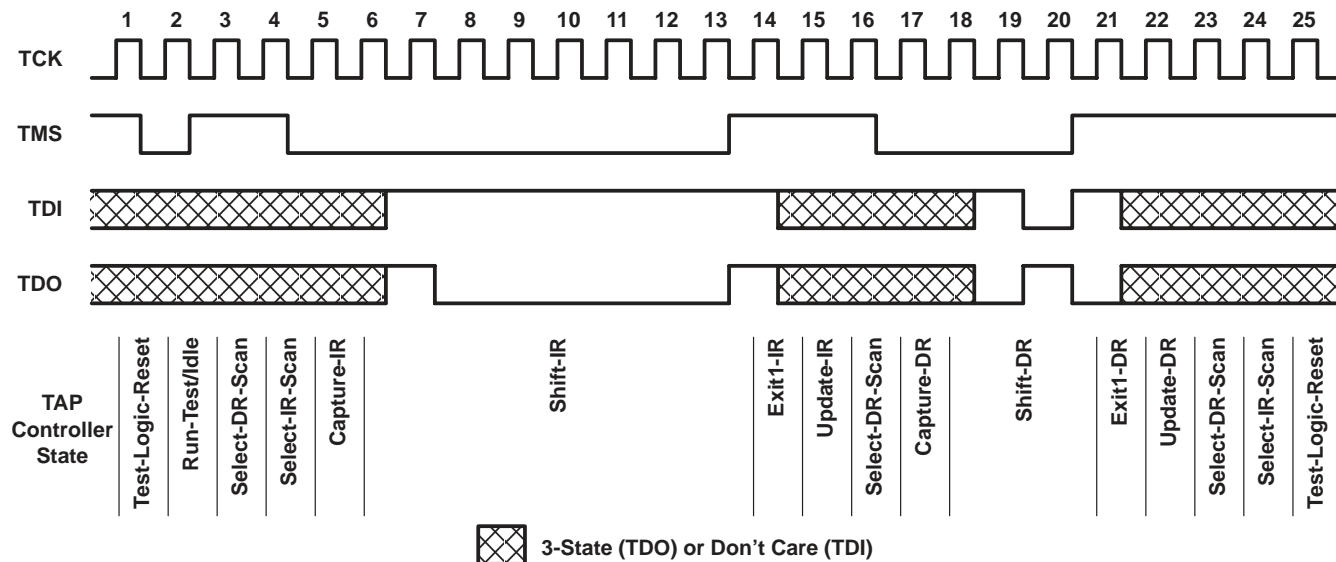 1 2 3 4 5 6 7 8 9 10 11 12 13 14 15 16 17 18 19 20 21 22 23 24 25
TCK
TMS
TDI
TDO
TAP
Controller
State
Test-Logic-Reset
Run-Test/Idle
Select-DR-Scan
Select-IR-Scan
Capture-IR
Shift-IR
Exit1-IR
Update-IR
Select-DR-Scan
Capture-DR
Shift-DR
Exit1-DR
Update-DR
Select-DR-Scan
Select-IR-Scan
Test-Logic-Reset
3-State (TDO) or Don’t Care (TDI)